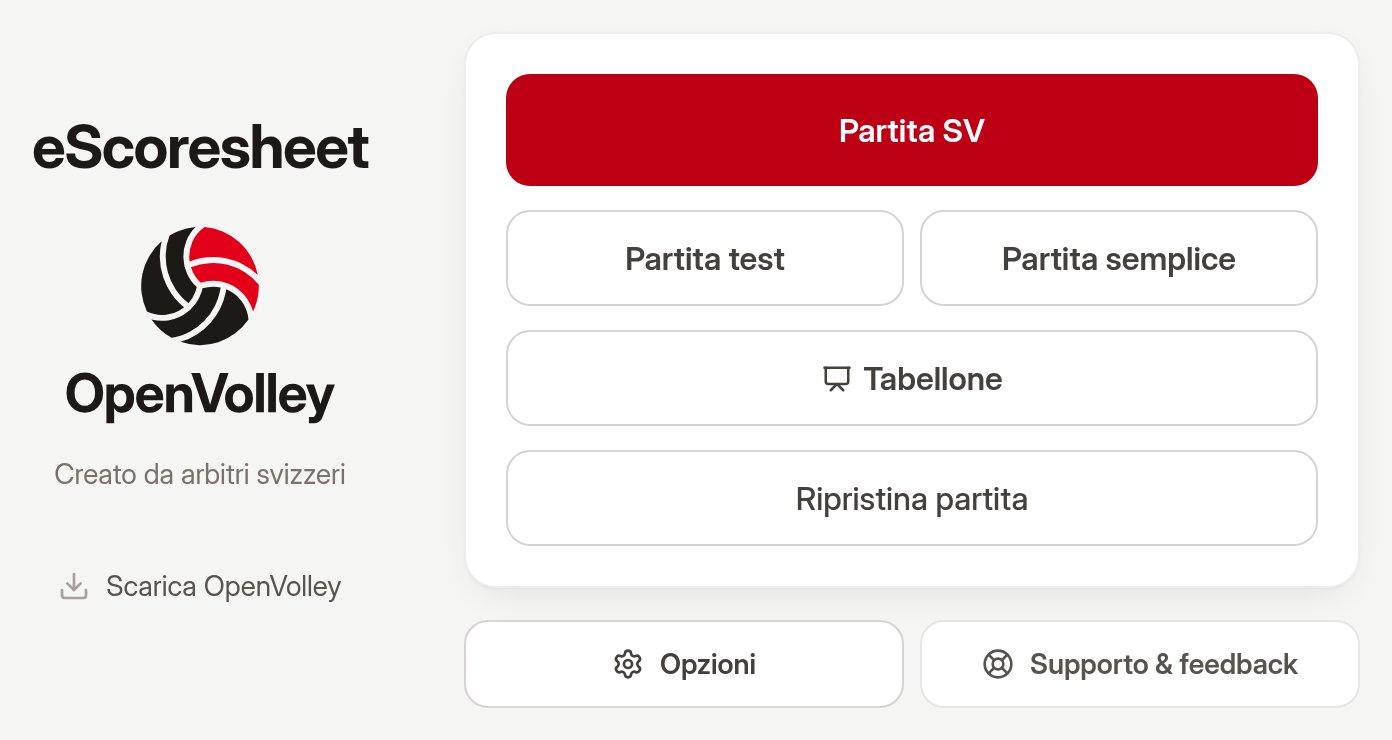 eScoresheet
OpenVolley
Creato da arbitri svizzeri
Scarica OpenVolley
Partita SV
Partita test
Partita semplice
Tabellone
Ripristina partita
Opzioni
Supporto & feedback